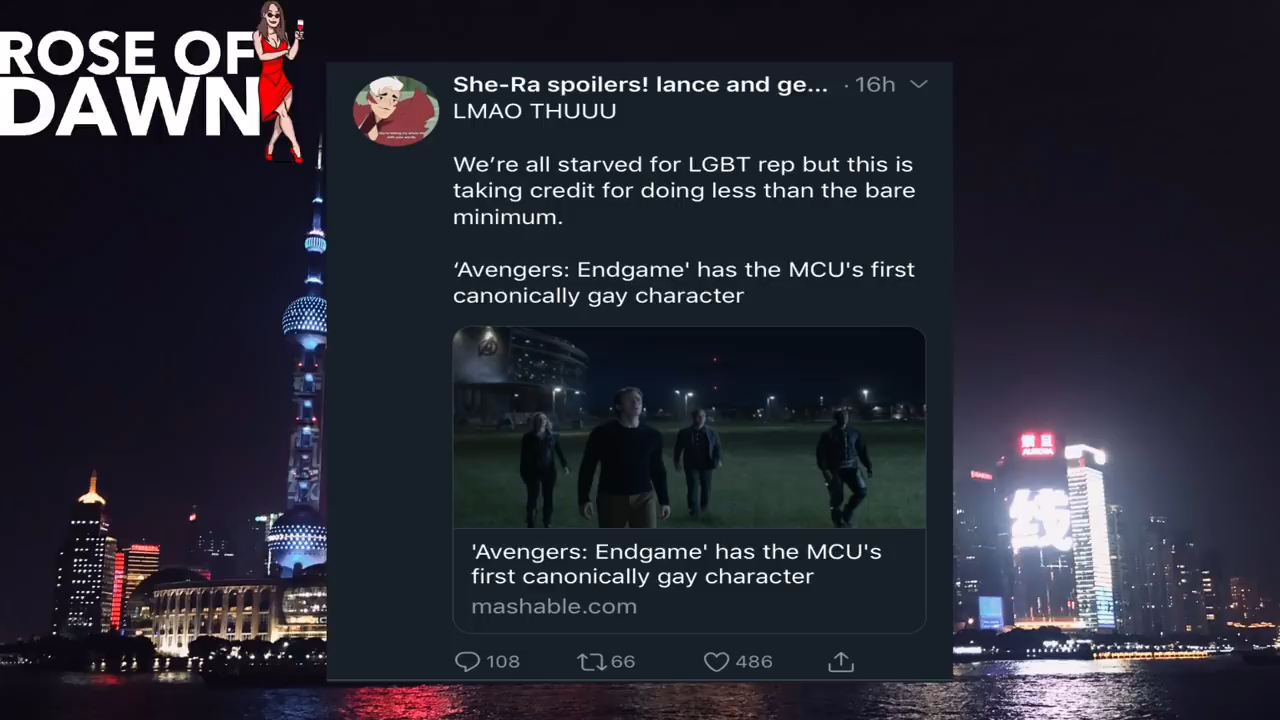 ROSE OF
DAWN
She-Ra spoilers! lance and ge... · 16h
LMAO THUUU
We’re all starved for LGBT rep but this is
taking credit for doing less than the bare
minimum.
‘Avengers: Endgame' has the MCU's first
canonically gay character
'Avengers: Endgame' has the MCU's
first canonically gay character
mashable.com
108 66 486
AURORA